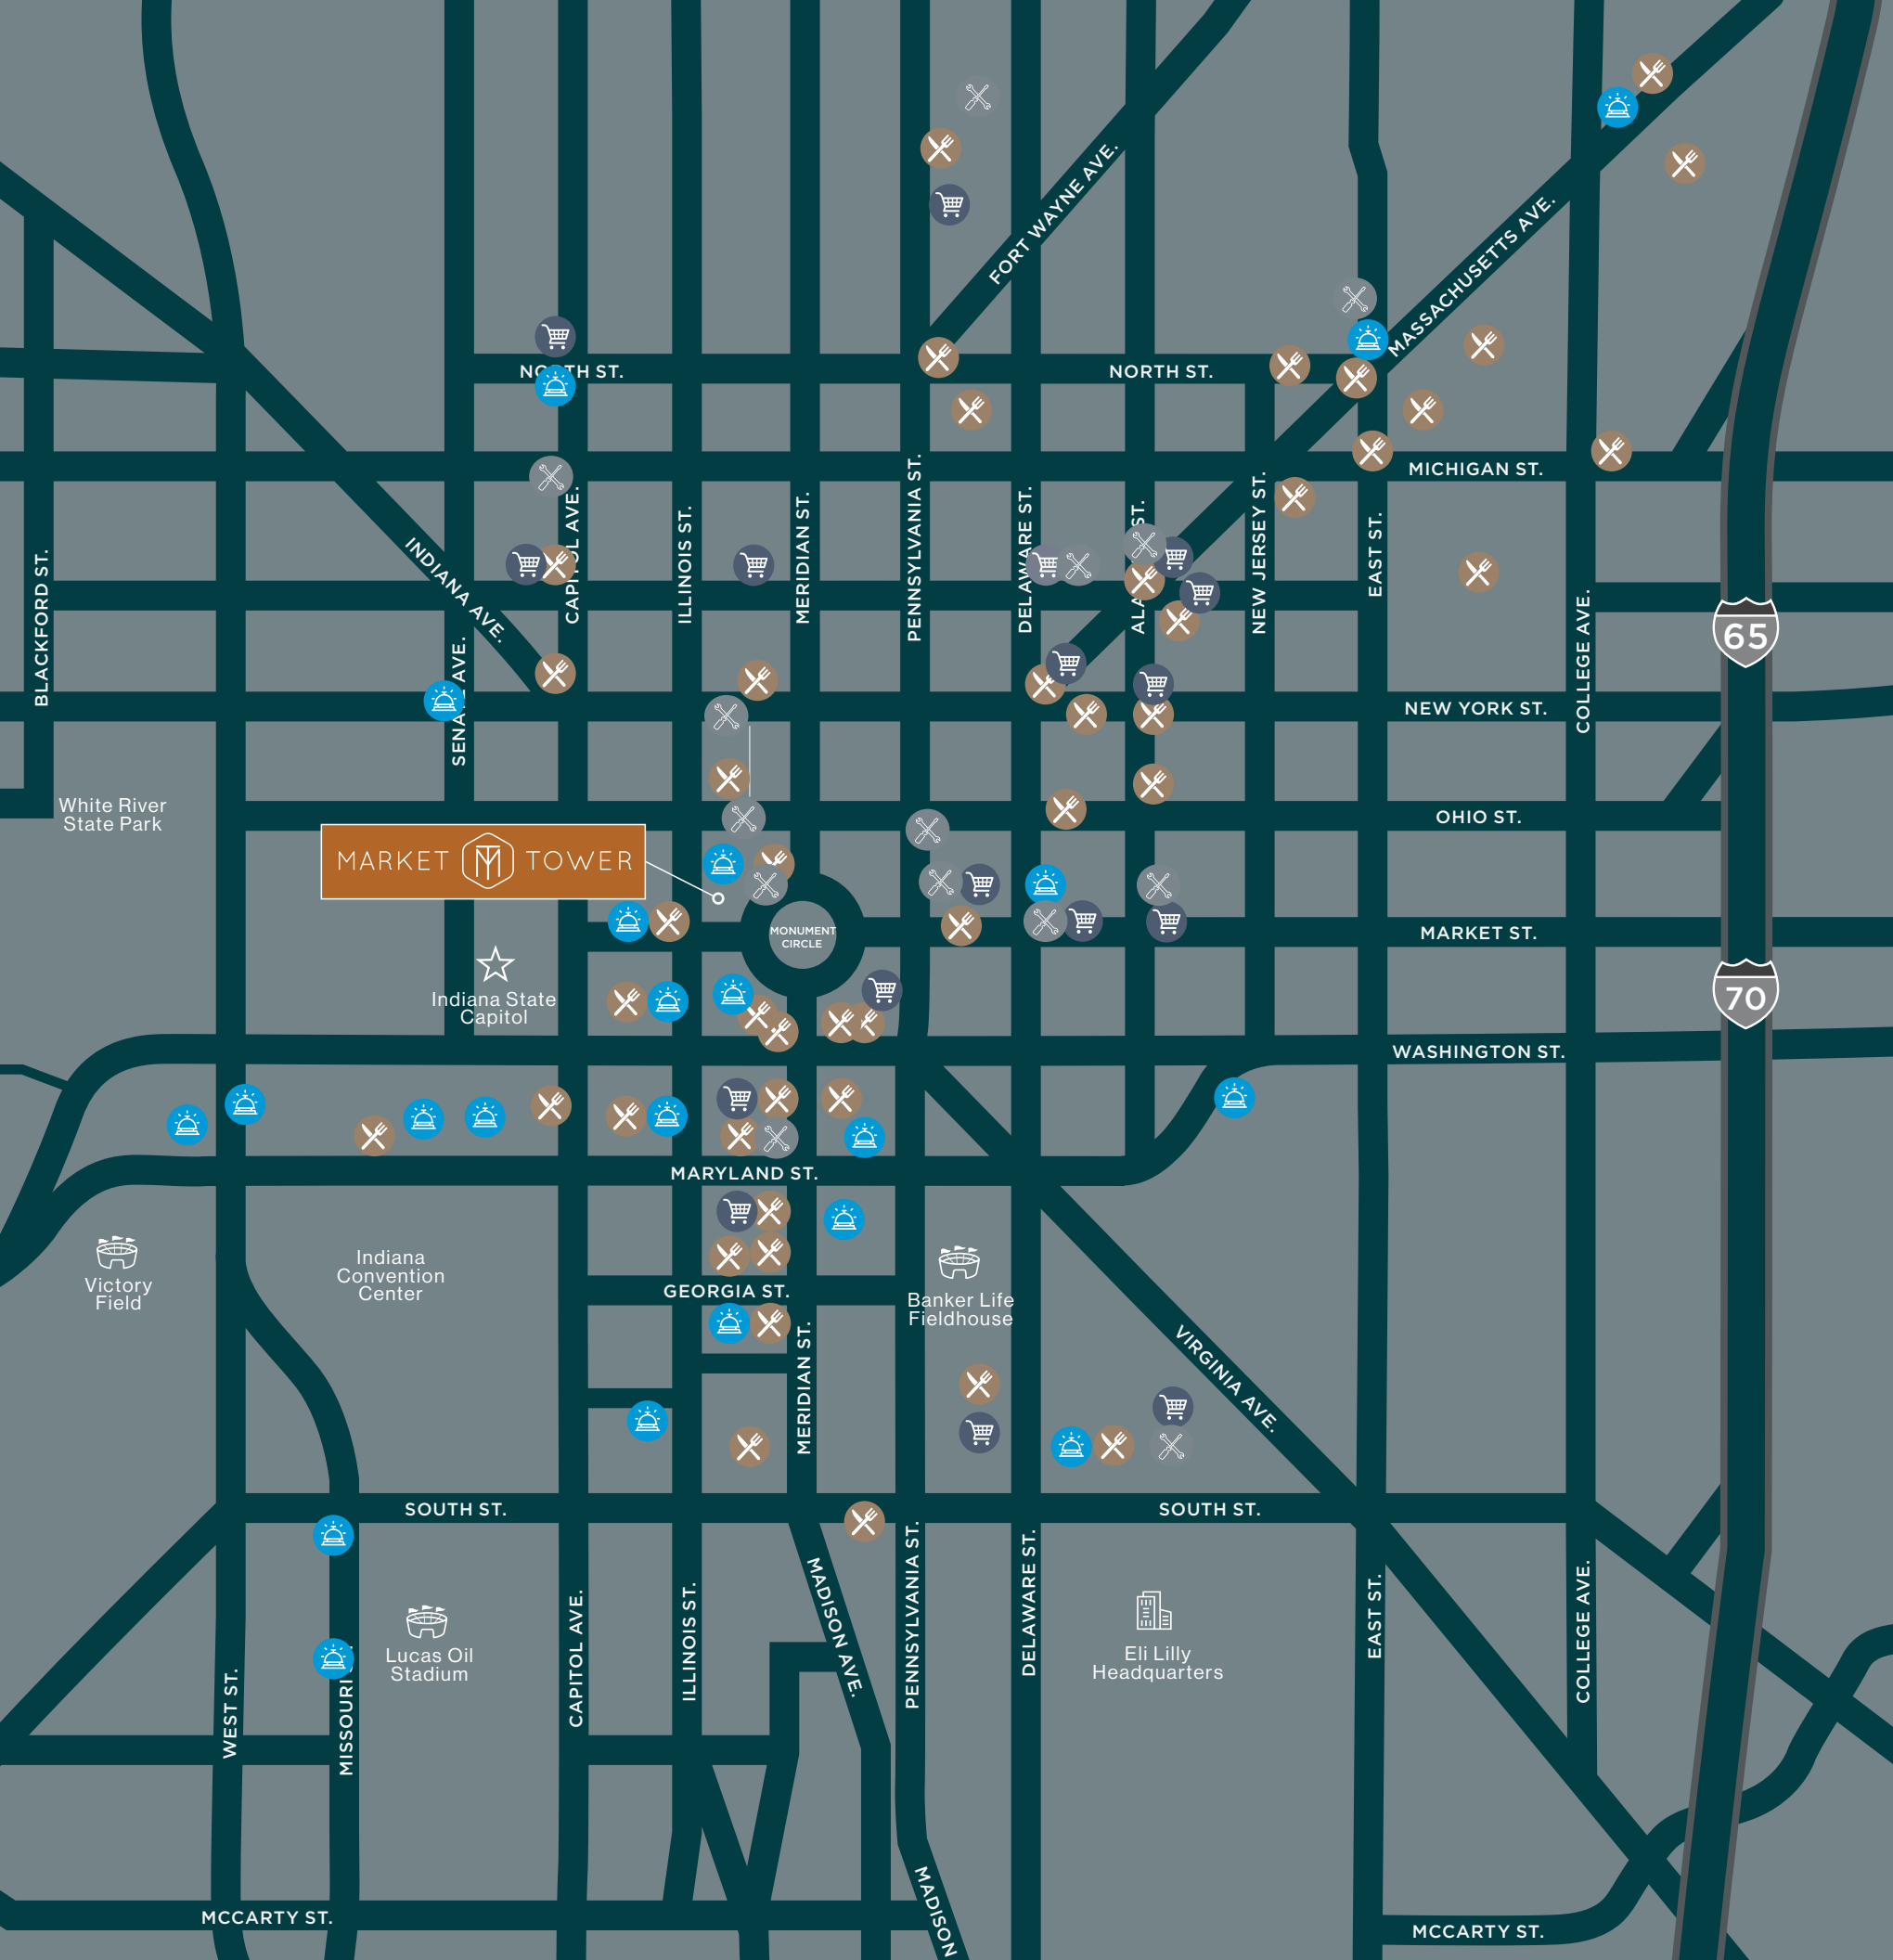 FORT WAYNE AVE.
MASSACHUSETTS AVE.
NORTH ST.
NORTH ST.
MICHIGAN ST.
INDIANA AVE.
BLACKFORD ST.
CAPITOL AVE.
ILLINOIS ST.
MERIDIAN ST.
PENNSYLVANIA ST.
DELAWARE ST.
NEW JERSEY ST.
EAST ST.
COLLEGE AVE.
65
NEW YORK ST.
White River
State Park
OHIO ST.
MARKET TOWER
MONUMENT
CIRCLE
MARKET ST.
Indiana State
Capitol
70
WASHINGTON ST.
MARYLAND ST.
Victory
Field
Indiana
Convention
Center
GEORGIA ST.
Banker Life
Fieldhouse
MERIDIAN ST.
VIRGINIA AVE.
SOUTH ST.
SOUTH ST.
Lucas Oil
Stadium
Eli Lilly
Headquarters
WEST ST.
MISSOURI
CAPITOL AVE.
ILLINOIS ST.
MADISON AVE.
PENNSYLVANIA ST.
DELAWARE ST.
EAST ST.
COLLEGE AVE.
MCCARTY ST.
MADISON
MCCARTY ST.